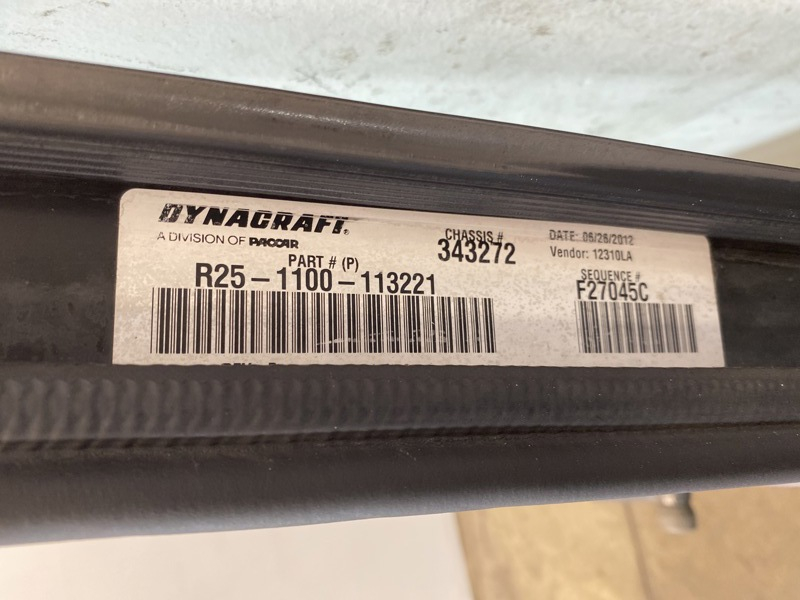 DYNACRAFT
A DIVISION OF PACCAR
PART # (P)
R25-1100-113221
CHASSIS #
343272
DATE: 06/26/2012
Vendor: 12310LA
SEQUENCE #
F27045C